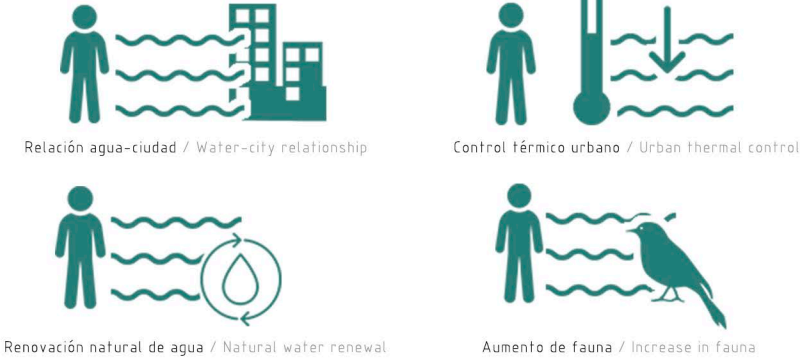 Relación agua-ciudad / Water-city relationship
Control térmico urbano / Urban thermal control
Renovación natural de agua / Natural water renewal
Aumento de fauna / Increase in fauna